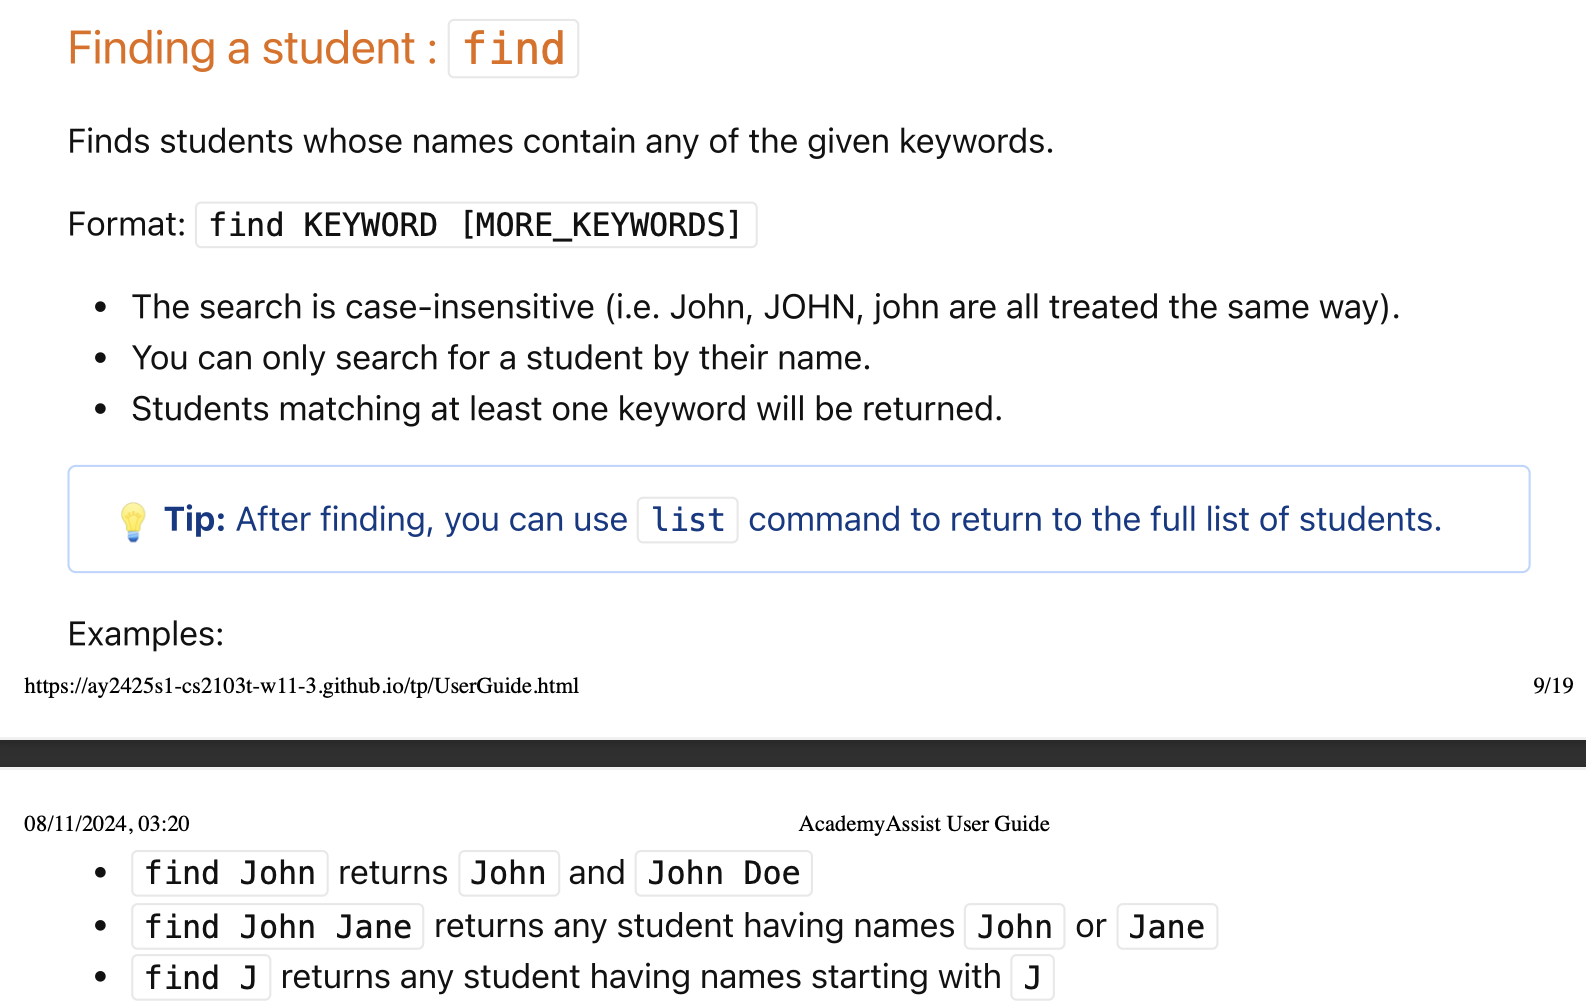 Finding a student : find
Finds students whose names contain any of the given keywords.
Format: find KEYWORD [MORE_KEYWORDS]
• The search is case-insensitive (i.e. John, JOHN, john are all treated the same way).
• You can only search for a student by their name.
• Students matching at least one keyword will be returned.
💡 Tip: After finding, you can use list command to return to the full list of students.
Examples:
https://ay2425s1-cs2103t-w11-3.github.io/tp/UserGuide.html 9/19
08/11/2024, 03:20 AcademyAssist User Guide
• find John returns John and John Doe
• find John Jane returns any student having names John or Jane
• find J returns any student having names starting with J